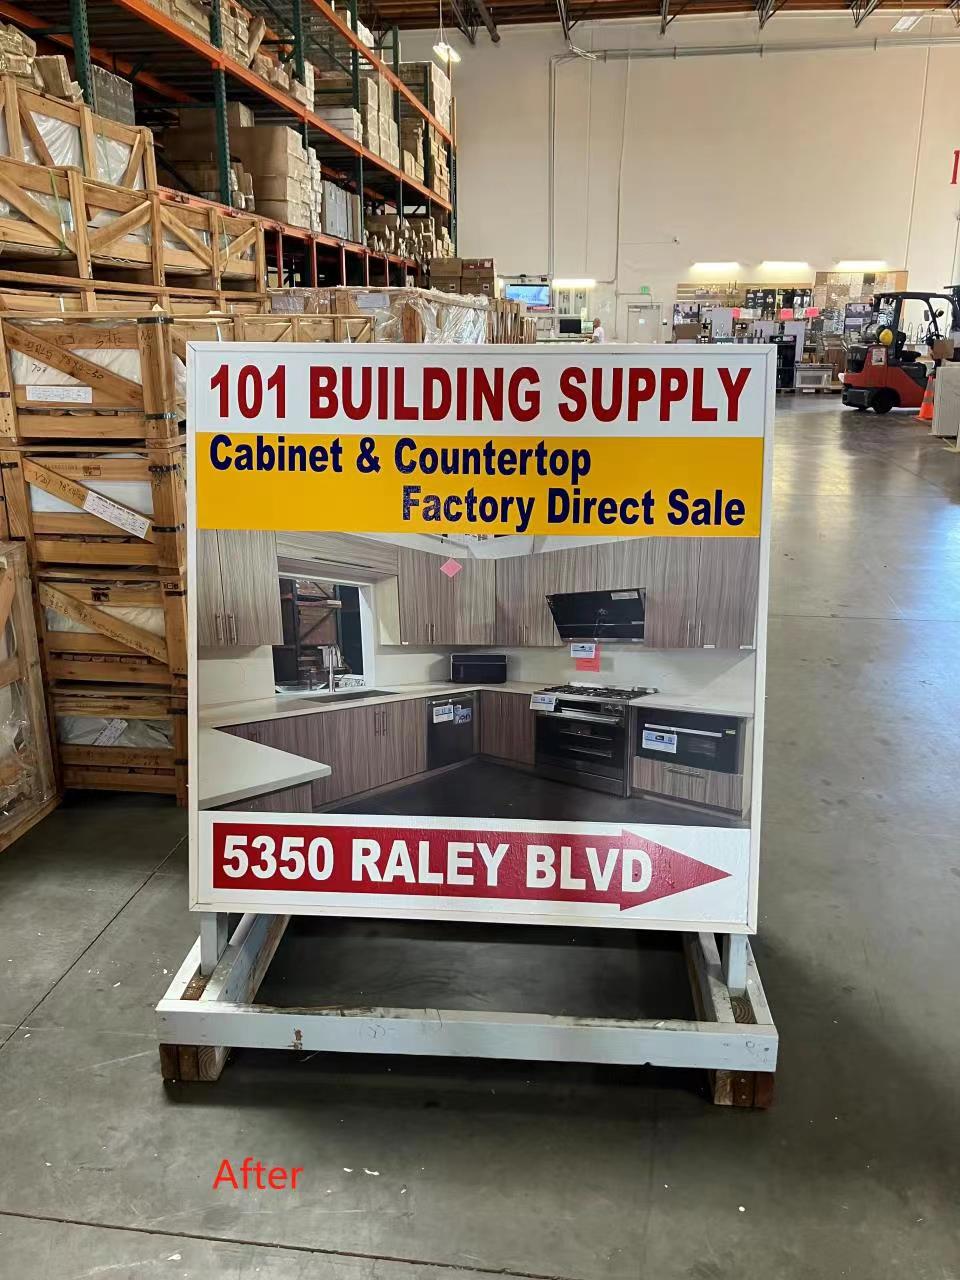 101 BUILDING SUPPLY
Cabinet & Countertop
Factory Direct Sale
5350 RALEY BLVD
After